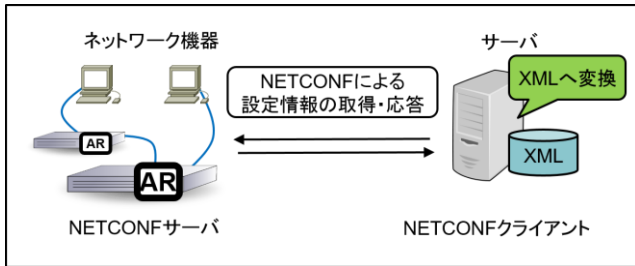 ネットワーク機器
サーバ
NETCONFによる
設定情報の取得・応答
XMLへ変換
AR
AR
XML
NETCONFサーバ
NETCONFクライアント